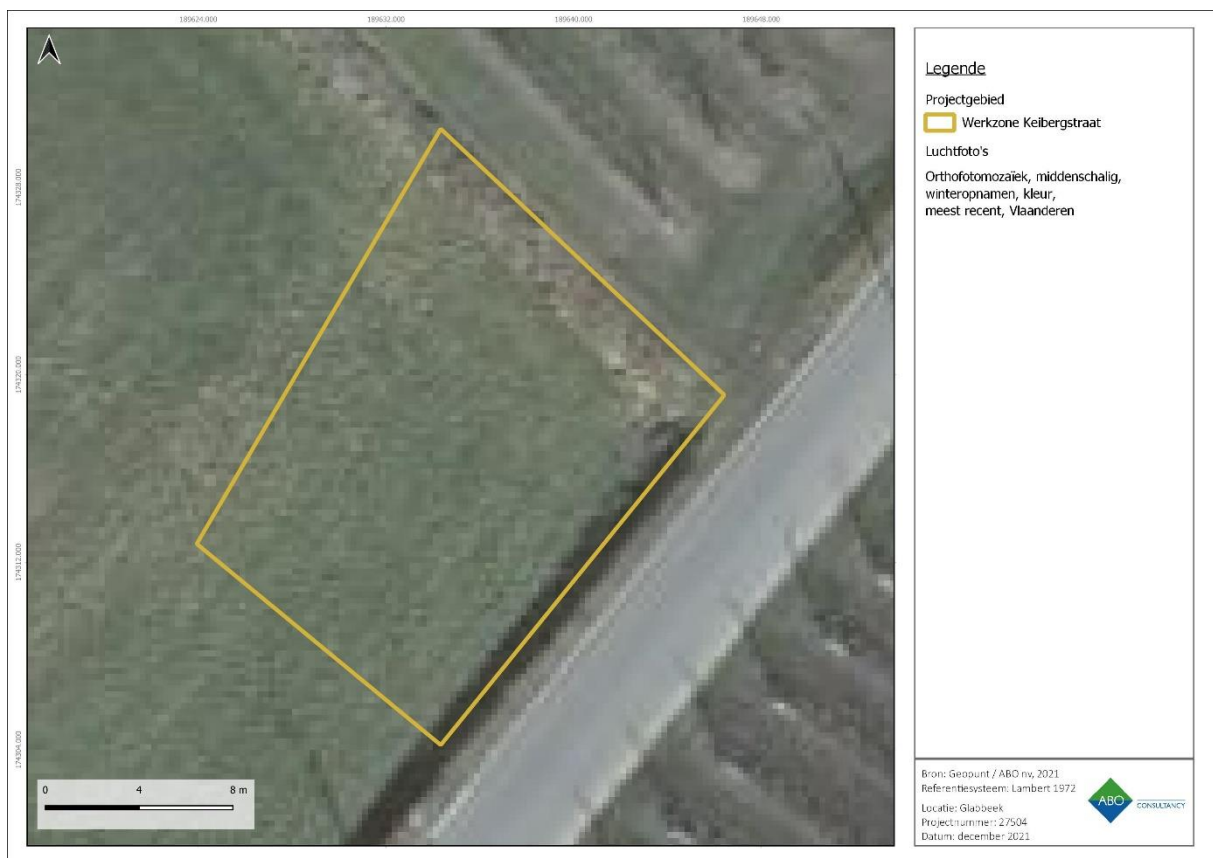 189624.000
189632.000
189640.000
189648.000
174328.000
174320.000
174312.000
174304.000
0 4 8 m
Legende
Projectgebied
Werkzone Keibergstraat
Luchtfoto's
Orthofotomozaïek, middenschalig,
winteropnamen, kleur,
meest recent, Vlaanderen
Bron: Geopunt / ABO nv, 2021
Referentiesysteem: Lambert 1972
Locatie: Glabbeek
Projectnummer: 27504
Datum: december 2021
ABO CONSULTANCY